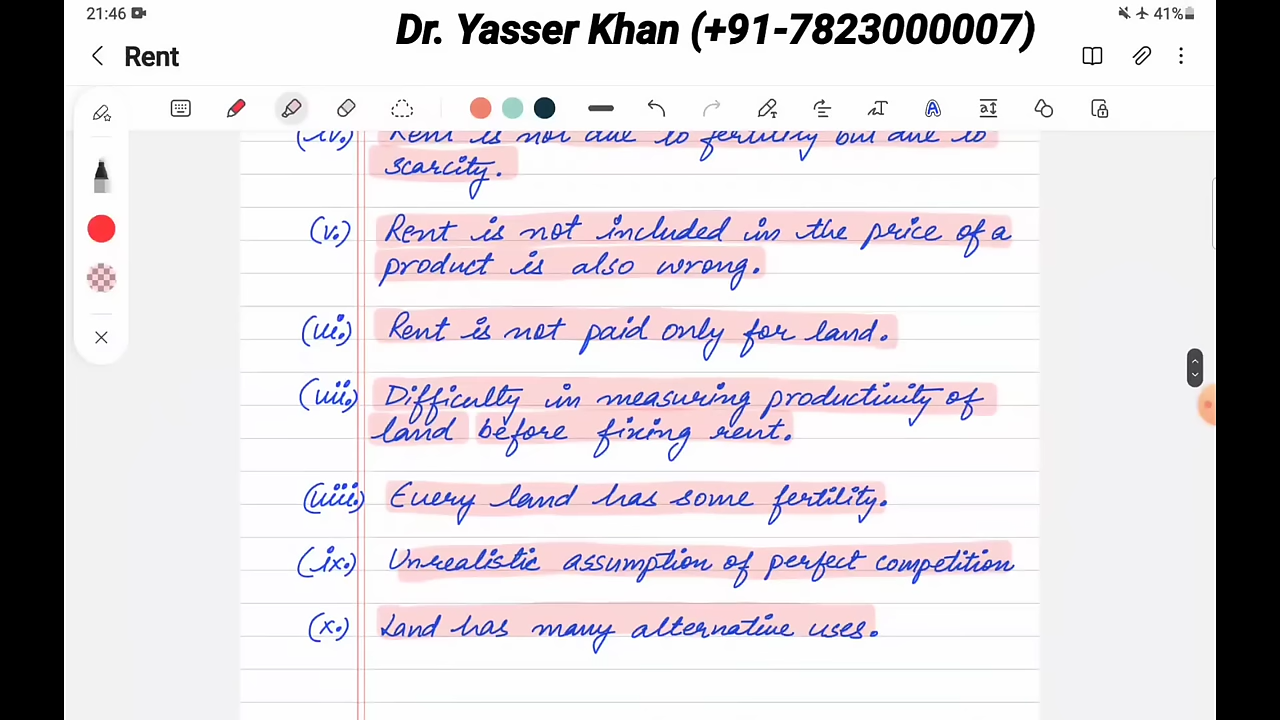 21:46
Dr. Yasser Khan (+91-7823000007)
41%
Rent
(iv.) Rent is not due to fertility but due to
scarcity.
(v.) Rent is not included in the price of a
product is also wrong.
(vi.) Rent is not paid only for land.
(vii.) Difficulty in measuring productivity of
land before fixing rent.
(viii.) Every land has some fertility.
(ix.) Unrealistic assumption of perfect competition
(x.) Land has many alternative uses.